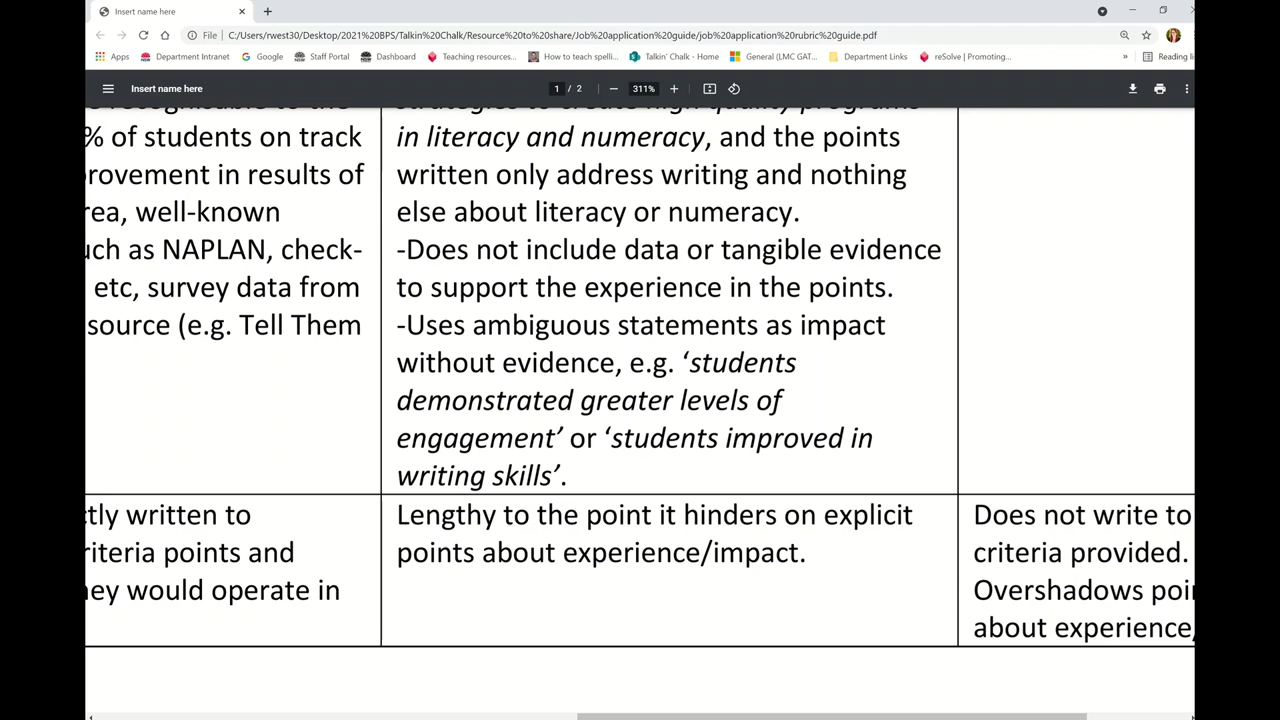 Insert name here
File
C:/Users/rwest30/Desktop/2021%20BPS/Talkin%20Chalk/Resource%20to%20share/Job%20application%20guide/job%20application%20rubric%20guide.pdf
Apps
Department Intranet
Google
Staff Portal
Dashboard
Teaching resources...
How to teach spelli...
Talkin' Chalk - Home
General (LMC GAT...
Department Links
reSolve | Promoting...
»
Reading li
Insert name here
1 / 2
311%
% of students on track
provement in results of
rea, well-known
uch as NAPLAN, check-
etc, survey data from
source (e.g. Tell Them
strategies to create high quality programs
in literacy and numeracy, and the points
written only address writing and nothing
else about literacy or numeracy.
-Does not include data or tangible evidence
to support the experience in the points.
-Uses ambiguous statements as impact
without evidence, e.g. ‘students
demonstrated greater levels of
engagement’ or ‘students improved in
writing skills’.
ctly written to
riteria points and
hey would operate in
Lengthy to the point it hinders on explicit
points about experience/impact.
Does not write to
criteria provided.
Overshadows poi
about experience/